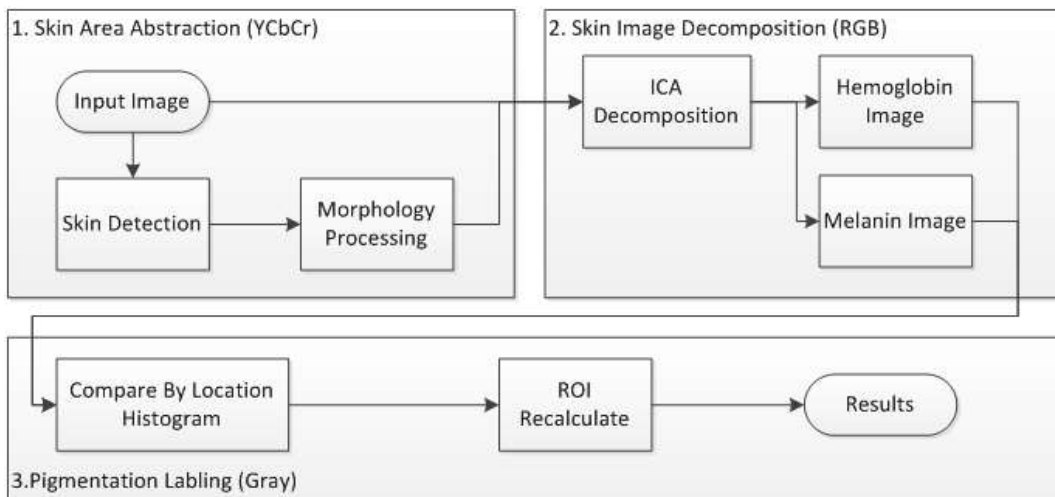 1. Skin Area Abstraction (YCbCr)
Input Image
Skin Detection
Morphology
Processing
2. Skin Image Decomposition (RGB)
ICA
Decomposition
Hemoglobin
Image
Melanin Image
Compare By Location
Histogram
ROI
Recalculate
Results
3.Pigmentation Labling (Gray)